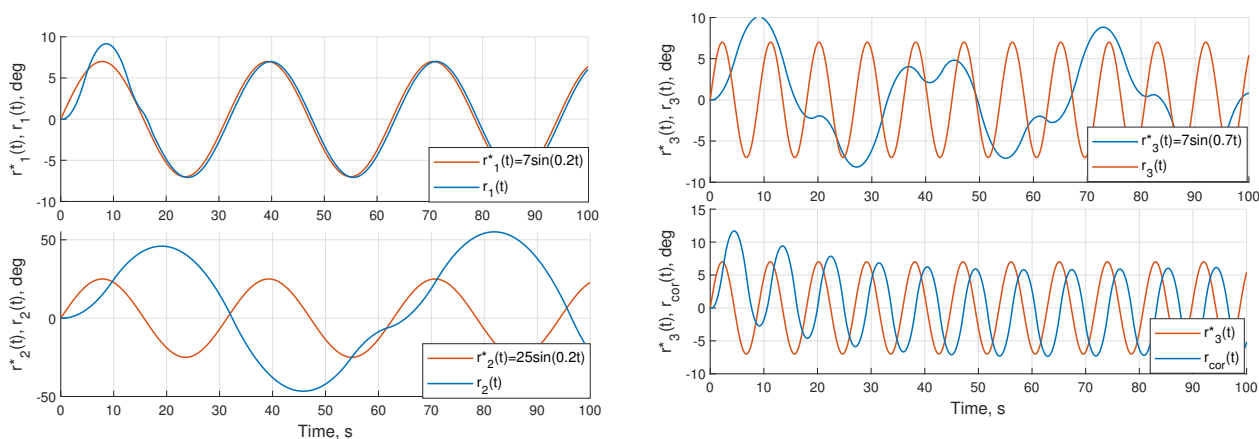 r*1(t), r1(t), deg
10
5
0
-5
-10
r*1(t)=7sin(0.2t)
r1(t)
0 10 20 30 40 50 60 70 80 90 100
r*2(t), r2(t), deg
50
0
-50
r*2(t)=25sin(0.2t)
r2(t)
0 10 20 30 40 50 60 70 80 90 100
Time, s
r*3(t), r3(t), deg
10
5
0
-5
-10
r*3(t)=7sin(0.7t)
r3(t)
0 10 20 30 40 50 60 70 80 90 100
r*3(t), rcor(t), deg
15
10
5
0
-5
-10
r*3(t)
rcor(t)
0 10 20 30 40 50 60 70 80 90 100
Time, s